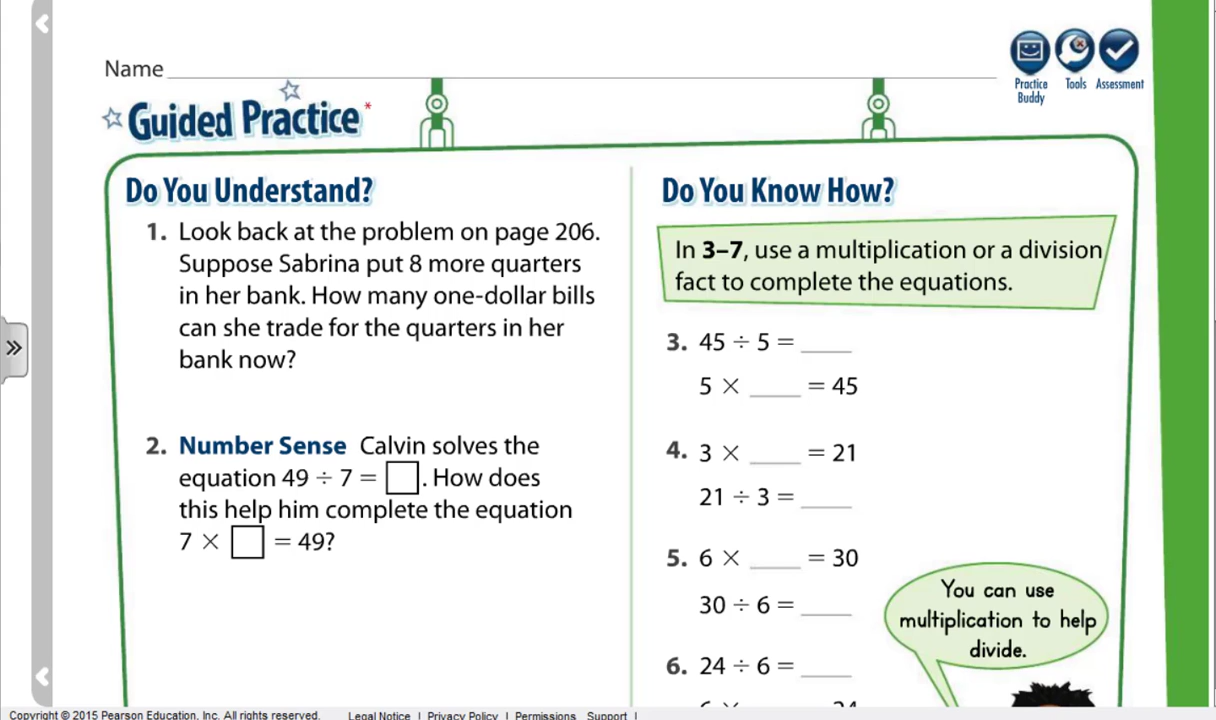 Name
Practice
Buddy
Tools
Assessment
Guided Practice *
Do You Understand?
1. Look back at the problem on page 206.
Suppose Sabrina put 8 more quarters
in her bank. How many one-dollar bills
can she trade for the quarters in her
bank now?
2. Number Sense Calvin solves the
equation 49 ÷ 7 = □. How does
this help him complete the equation
7 × □ = 49?
Do You Know How?
In 3–7, use a multiplication or a division
fact to complete the equations.
3. 45 ÷ 5 = ____
5 × ____ = 45
4. 3 × ____ = 21
21 ÷ 3 = ____
5. 6 × ____ = 30
30 ÷ 6 = ____
6. 24 ÷ 6 = ____
You can use
multiplication to help
divide.
Copyright © 2015 Pearson Education, Inc. All rights reserved. Legal Notice | Privacy Policy | Permissions Support |